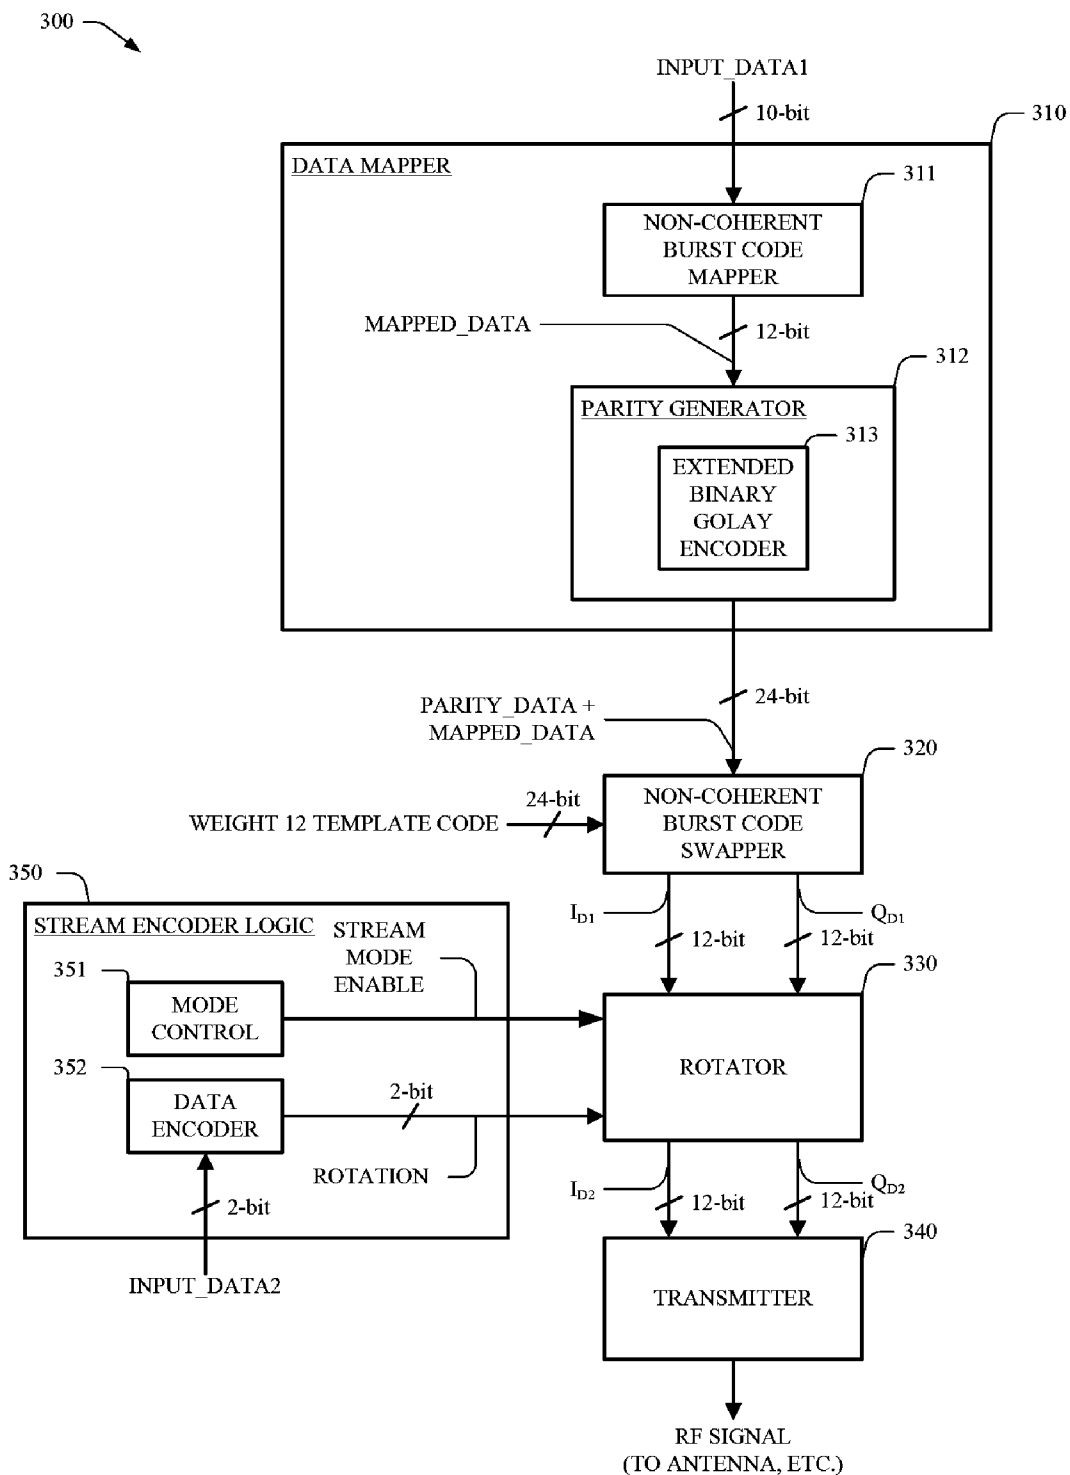 300
INPUT_DATA1
10-bit
310
DATA MAPPER
311
NON-COHERENT
BURST CODE
MAPPER
MAPPED_DATA
12-bit
312
PARITY GENERATOR
313
EXTENDED
BINARY
GOLAY
ENCODER
24-bit
PARITY_DATA +
MAPPED_DATA
320
24-bit
WEIGHT 12 TEMPLATE CODE
NON-COHERENT
BURST CODE
SWAPPER
350
STREAM ENCODER LOGIC
STREAM
MODE
ENABLE
I_D1
Q_D1
12-bit
12-bit
330
351
MODE
CONTROL
ROTATOR
352
DATA
ENCODER
2-bit
ROTATION
2-bit
INPUT_DATA2
I_D2
Q_D2
12-bit
12-bit
340
TRANSMITTER
RF SIGNAL
(TO ANTENNA, ETC.)